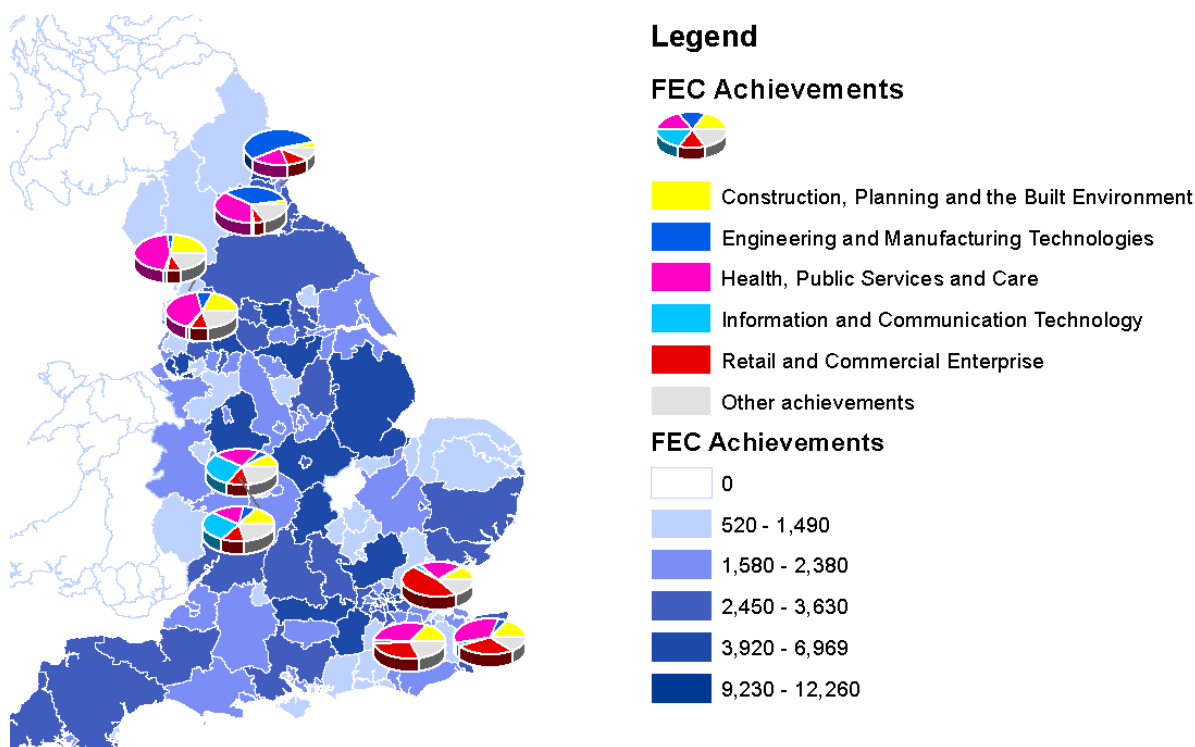 Legend
FEC Achievements
Construction, Planning and the Built Environment
Engineering and Manufacturing Technologies
Health, Public Services and Care
Information and Communication Technology
Retail and Commercial Enterprise
Other achievements
FEC Achievements
0
520 - 1,490
1,580 - 2,380
2,450 - 3,630
3,920 - 6,969
9,230 - 12,260